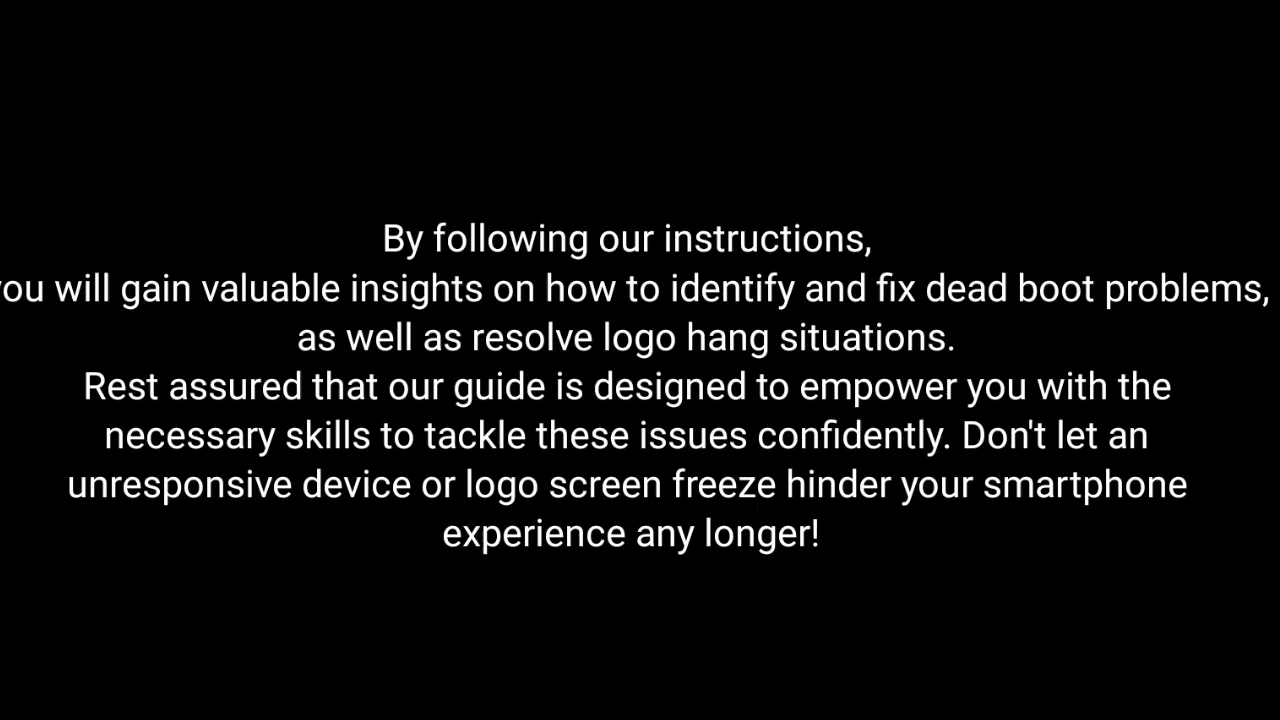 By following our instructions,
you will gain valuable insights on how to identify and fix dead boot problems,
as well as resolve logo hang situations.
Rest assured that our guide is designed to empower you with the
necessary skills to tackle these issues confidently. Don't let an
unresponsive device or logo screen freeze hinder your smartphone
experience any longer!